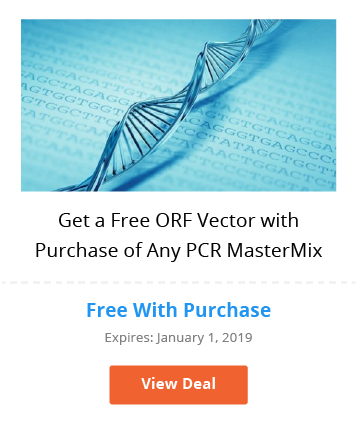 Get a Free ORF Vector with
Purchase of Any PCR MasterMix
Free With Purchase
Expires: January 1, 2019
View Deal